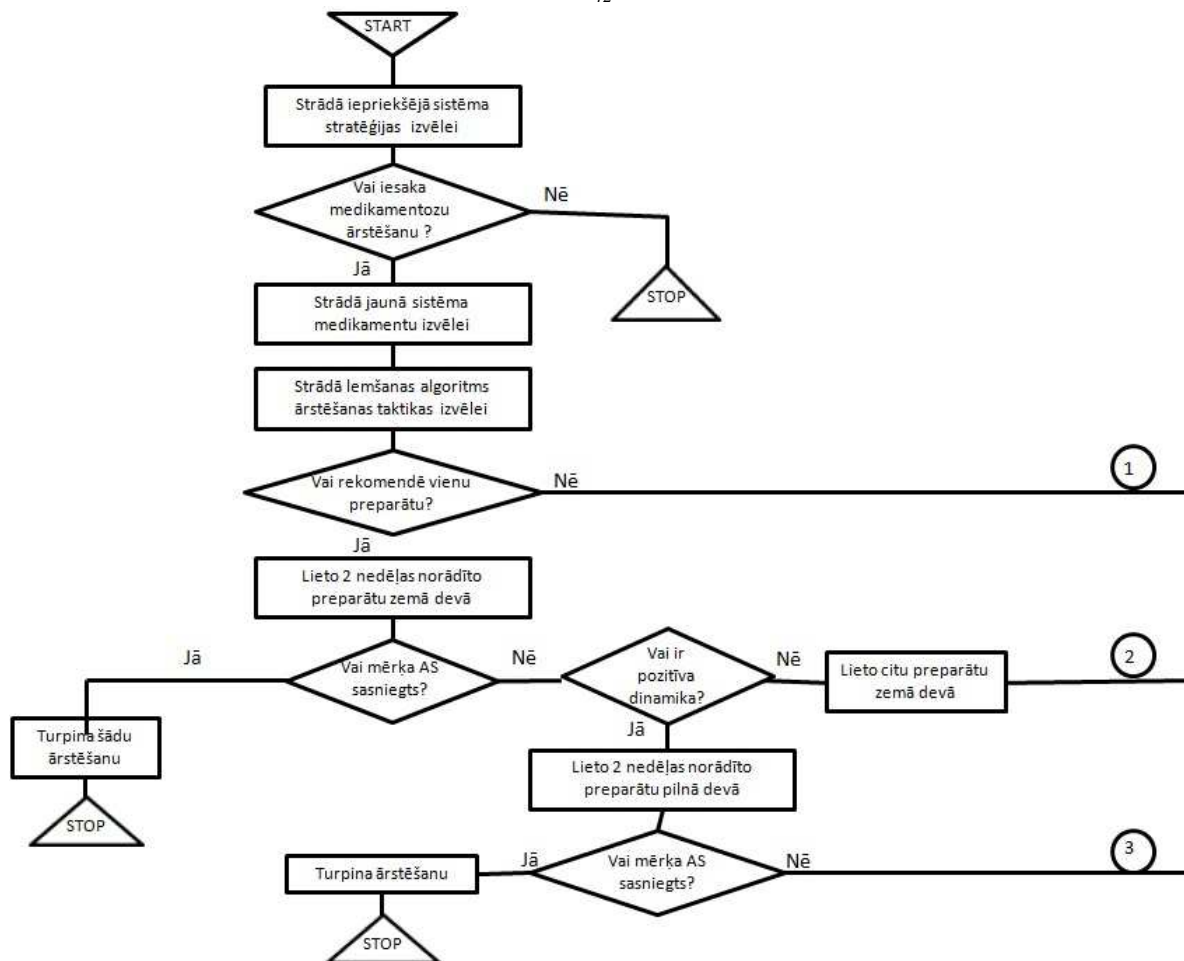 START
Strādā iepriekšējā sistēma
stratēģijas izvēlei
Vai iesaka
medikamentozu
ārstēšanu ?
Nē
Jā
STOP
Strādā jaunā sistēma
medikamentu izvēlei
Strādā lemšanas algoritms
ārstēšanas taktikas izvēlei
Vai rekomendē vienu
preparātu?
Nē
1
Jā
Lieto 2 nedēļas norādīto
preparātu zemā devā
Jā
Vai mērķa AS
sasniegts?
Nē
Vai ir
pozitīva
dinamika?
Nē
Lieto citu preparātu
zemā devā
2
Turpina šādu
ārstēšanu
STOP
Jā
Lieto 2 nedēļas norādīto
preparātu pilnā devā
Turpina ārstēšanu
Jā
Vai mērķa AS
sasniegts?
Nē
3
STOP